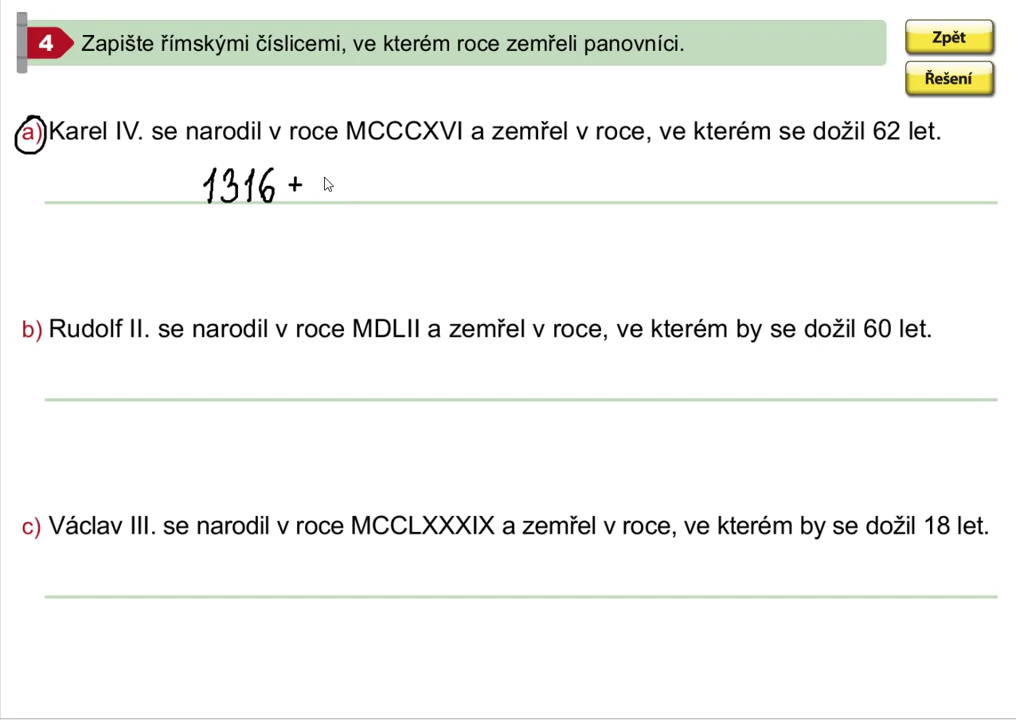 4 Zapište římskými číslicemi, ve kterém roce zemřeli panovníci.
Zpět
Řešení
a) Karel IV. se narodil v roce MCCCXVI a zemřel v roce, ve kterém se dožil 62 let.
1316 +
b) Rudolf II. se narodil v roce MDLII a zemřel v roce, ve kterém by se dožil 60 let.
c) Václav III. se narodil v roce MCCLXXXIX a zemřel v roce, ve kterém by se dožil 18 let.